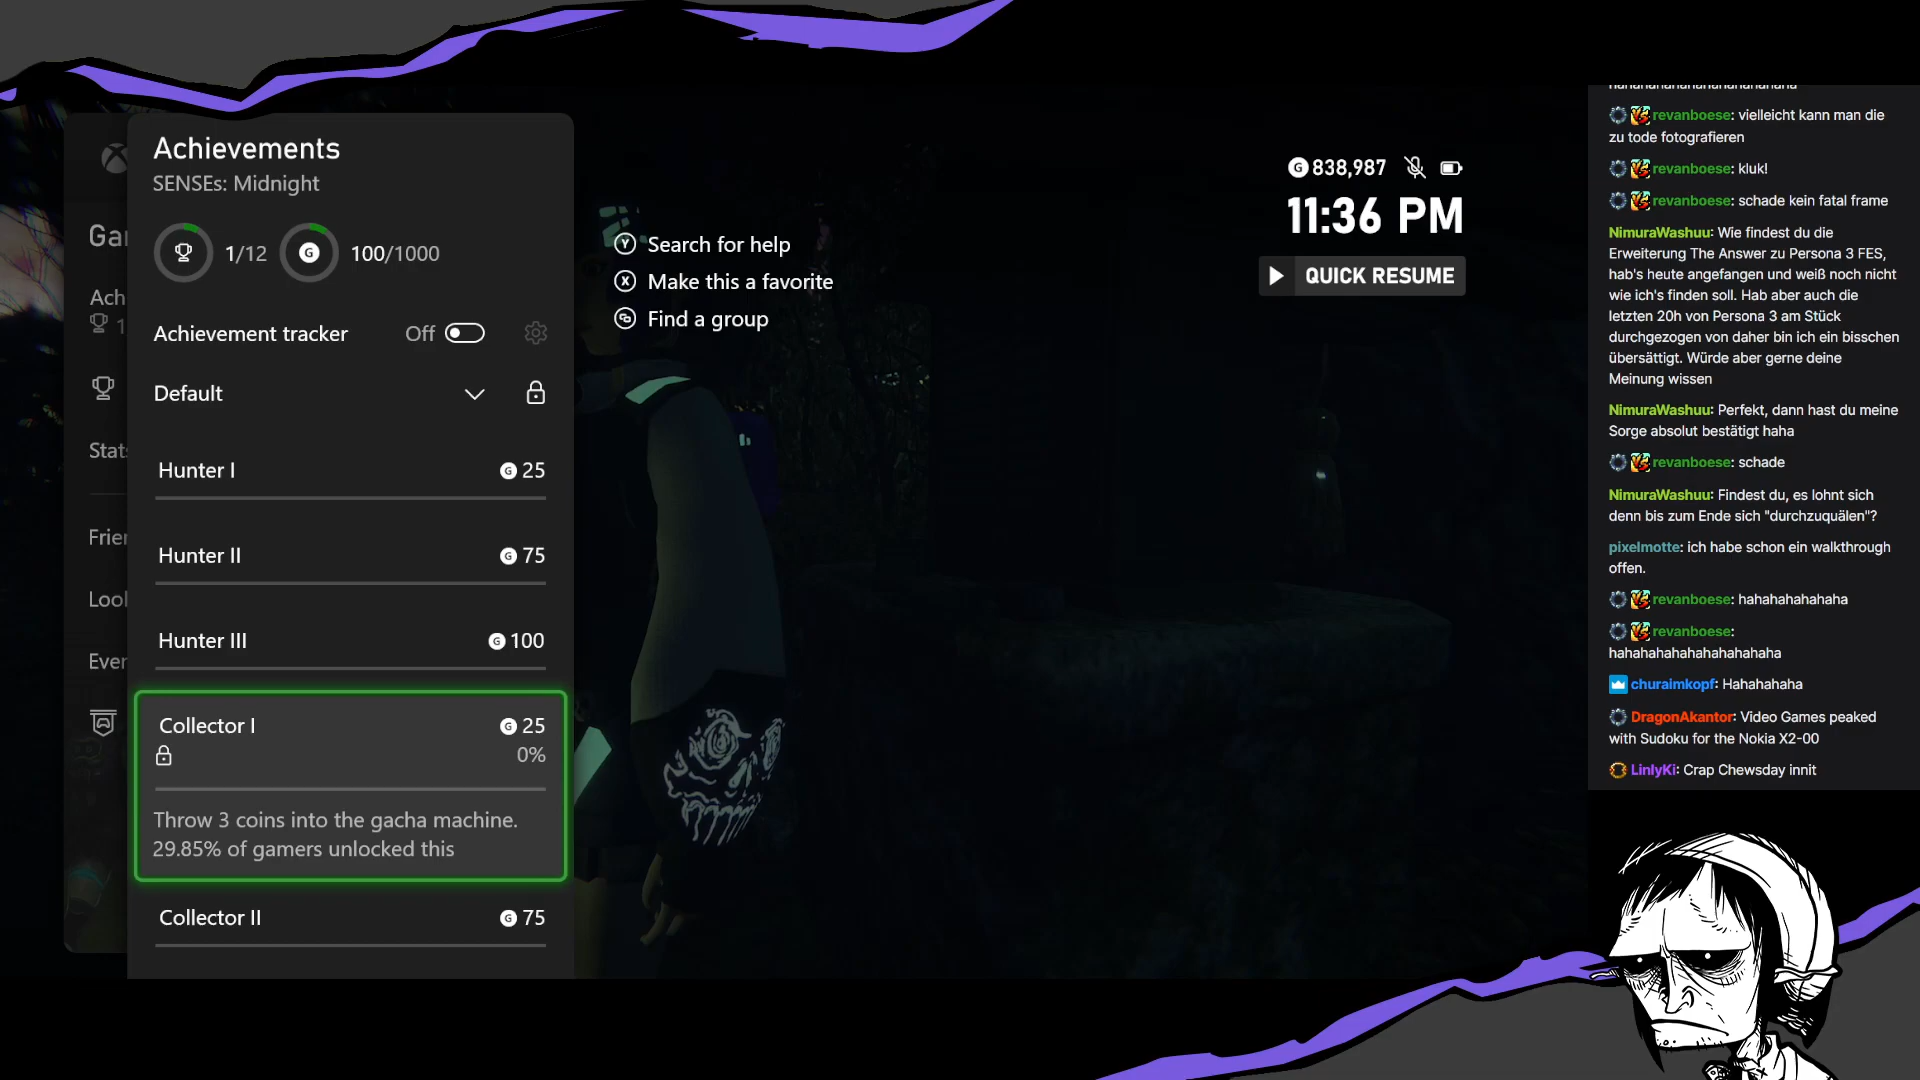 Achievements
SENSEs: Midnight
1/12
100/1000
Achievement tracker
Off
Default
Hunter I
G 25
Hunter II
G 75
Hunter III
G 100
Collector I
G 25
0%
Throw 3 coins into the gacha machine.
29.85% of gamers unlocked this
Collector II
G 75
Y Search for help
X Make this a favorite
Find a group
G 838,987
11:36 PM
QUICK RESUME
revanboese: vielleicht kann man die
zu tode fotografieren
revanboese: kluk!
revanboese: schade kein fatal frame
NimuraWashuu: Wie findest du die
Erweiterung The Answer zu Persona 3 FES,
hab's heute angefangen und weiß noch nicht
wie ich's finden soll. Hab aber auch die
letzten 20h von Persona 3 am Stück
durchgezogen von daher bin ich ein bisschen
übersättigt. Würde aber gerne deine
Meinung wissen
NimuraWashuu: Perfekt, dann hast du meine
Sorge absolut bestätigt haha
revanboese: schade
NimuraWashuu: Findest du, es lohnt sich
denn bis zum Ende sich "durchzuquälen"?
pixelmotte: ich habe schon ein walkthrough
offen.
revanboese: hahahahahahaha
revanboese:
hahahahahahahahahahaha
churaimkopf: Hahahahaha
DragonAkantor: Video Games peaked
with Sudoku for the Nokia X2-00
LinlyKi: Crap Chewsday innit